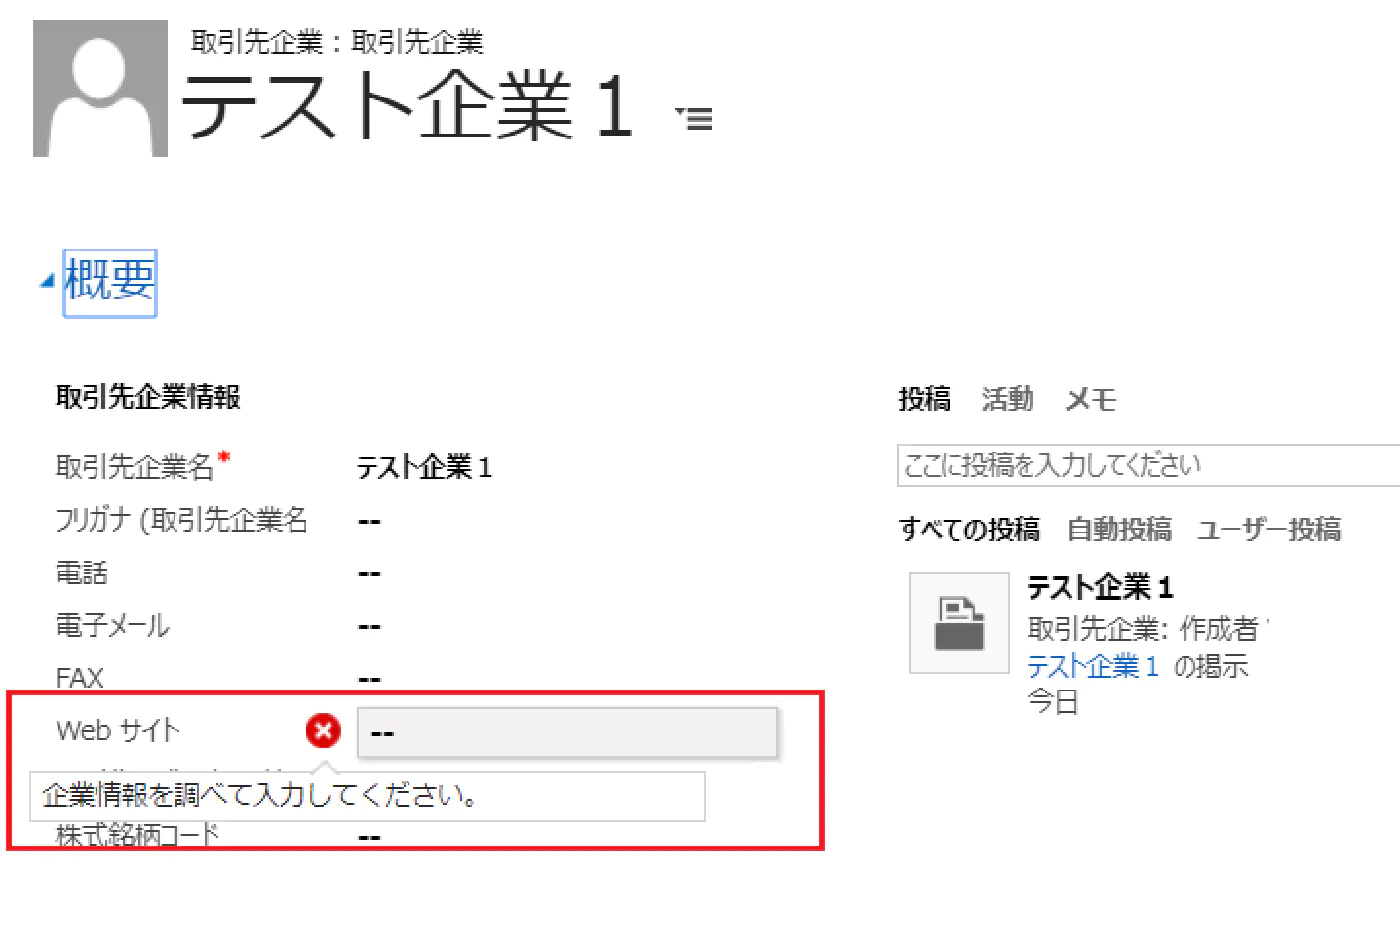 取引先企業 : 取引先企業
テスト企業1
概要
取引先企業情報
取引先企業名*
テスト企業1
フリガナ (取引先企業名
--
電話
--
電子メール
--
FAX
--
Web サイト
--
企業情報を調べて入力してください。
株式銘柄コード
--
投稿 活動 メモ
ここに投稿を入力してください
すべての投稿 自動投稿 ユーザー投稿
テスト企業1
取引先企業: 作成者
テスト企業1 の掲示
今日